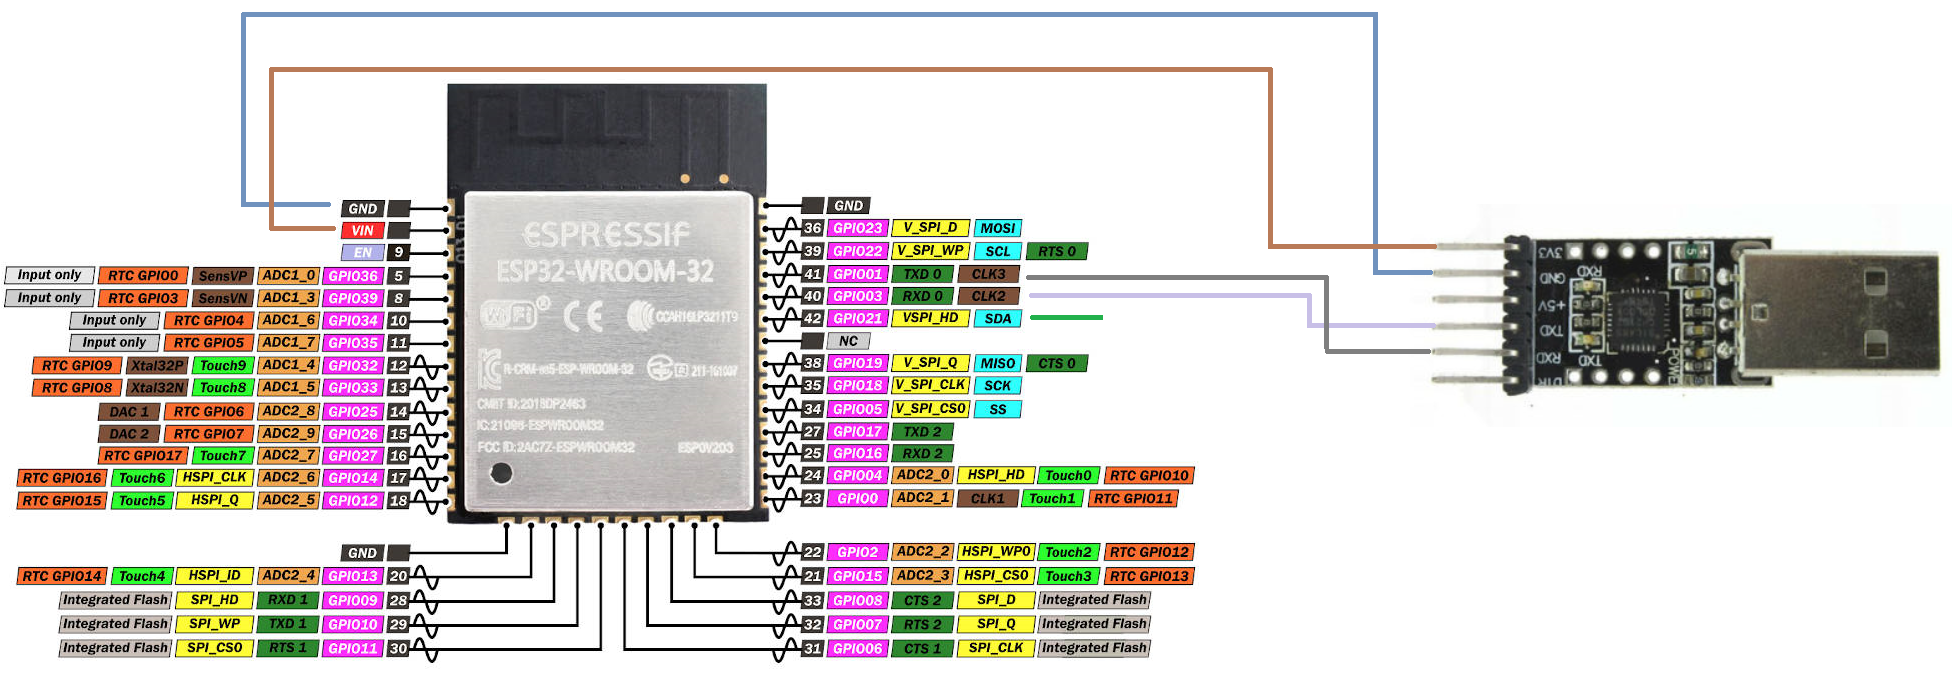 ESPRESSIF
ESP32-WROOM-32
WiFi ® CE CCAH16LP3211T9
R-CRM-es5-ESP-WROOM-32
CMIIT ID:2016DP2463
IC:21098-ESPWROOM32
FCC ID:2AC7Z-ESPWROOM32 ESP0V203
GND
VIN
EN 9
Input only RTC GPIO0 SensVP ADC1_0 GPIO36 5
Input only RTC GPIO3 SensVN ADC1_3 GPIO39 8
Input only RTC GPIO4 ADC1_6 GPIO34 10
Input only RTC GPIO5 ADC1_7 GPIO35 11
RTC GPIO9 Xtal32P Touch9 ADC1_4 GPIO32 12
RTC GPIO8 Xtal32N Touch8 ADC1_5 GPIO33 13
DAC 1 RTC GPIO6 ADC2_8 GPIO25 14
DAC 2 RTC GPIO7 ADC2_9 GPIO26 15
RTC GPIO17 Touch7 ADC2_7 GPIO27 16
RTC GPIO16 Touch6 HSPI_CLK ADC2_6 GPIO14 17
RTC GPIO15 Touch5 HSPI_Q ADC2_5 GPIO12 18
GND
RTC GPIO14 Touch4 HSPI_ID ADC2_4 GPIO13 20
Integrated Flash SPI_HD RXD 1 GPIO09 28
Integrated Flash SPI_WP TXD 1 GPIO10 29
Integrated Flash SPI_CS0 RTS 1 GPIO11 30
GND
36 GPIO23 V_SPI_D MOSI
39 GPIO22 V_SPI_WP SCL RTS 0
41 GPIO01 TXD 0 CLK3
40 GPIO03 RXD 0 CLK2
42 GPIO21 VSPI_HD SDA
NC
38 GPIO19 V_SPI_Q MISO CTS 0
35 GPIO18 V_SPI_CLK SCK
34 GPIO05 V_SPI_CS0 SS
27 GPIO17 TXD 2
25 GPIO16 RXD 2
24 GPIO04 ADC2_0 HSPI_HD Touch0 RTC GPIO10
23 GPIO0 ADC2_1 CLK1 Touch1 RTC GPIO11
22 GPIO2 ADC2_2 HSPI_WP0 Touch2 RTC GPIO12
21 GPIO15 ADC2_3 HSPI_CS0 Touch3 RTC GPIO13
33 GPIO08 CTS 2 SPI_D Integrated Flash
32 GPIO07 RTS 2 SPI_Q Integrated Flash
31 GPIO06 CTS 1 SPI_CLK Integrated Flash
3V3
GND
+5V
TXD
RXD
DTR
RXD
TXD
POWER